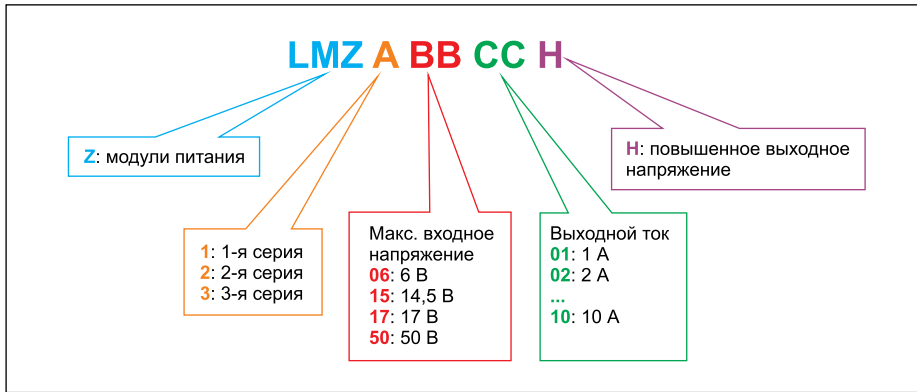 LMZ A BB CC H
Z: модули питания
H: повышенное выходное
напряжение
1: 1-я серия
2: 2-я серия
3: 3-я серия
Макс. входное
напряжение
06: 6 В
15: 14,5 В
17: 17 В
50: 50 В
Выходной ток
01: 1 А
02: 2 А
...
10: 10 А